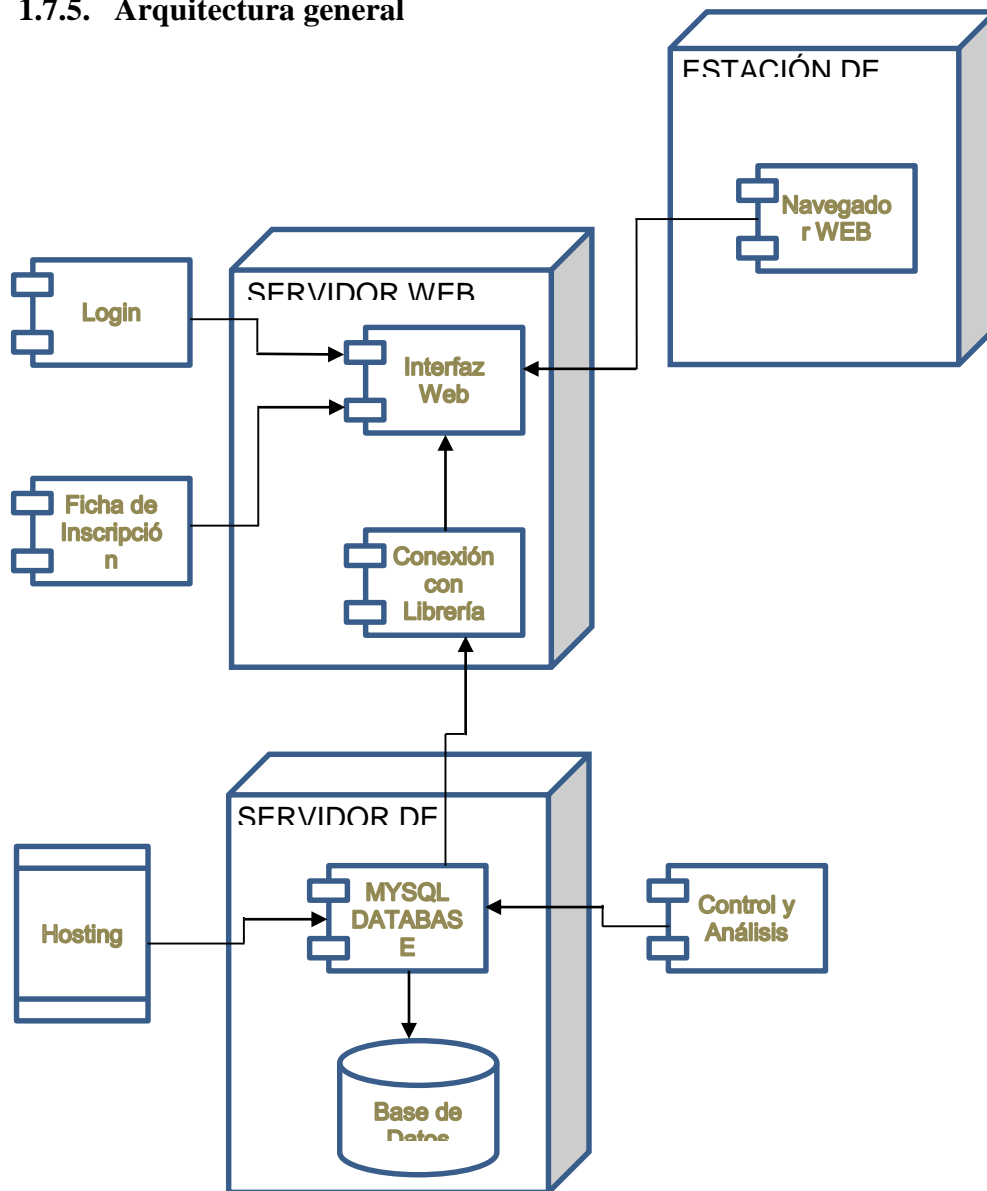 1.7.5. Arquitectura general
ESTACIÓN DE
Navegado
r WEB
SERVIDOR WEB
Login
Interfaz
Web
Ficha de
Inscripció
n
Conexión
con
Librería
SERVIDOR DE
MYSQL
DATABAS
E
Hosting
Control y
Análisis
Base de
Datos